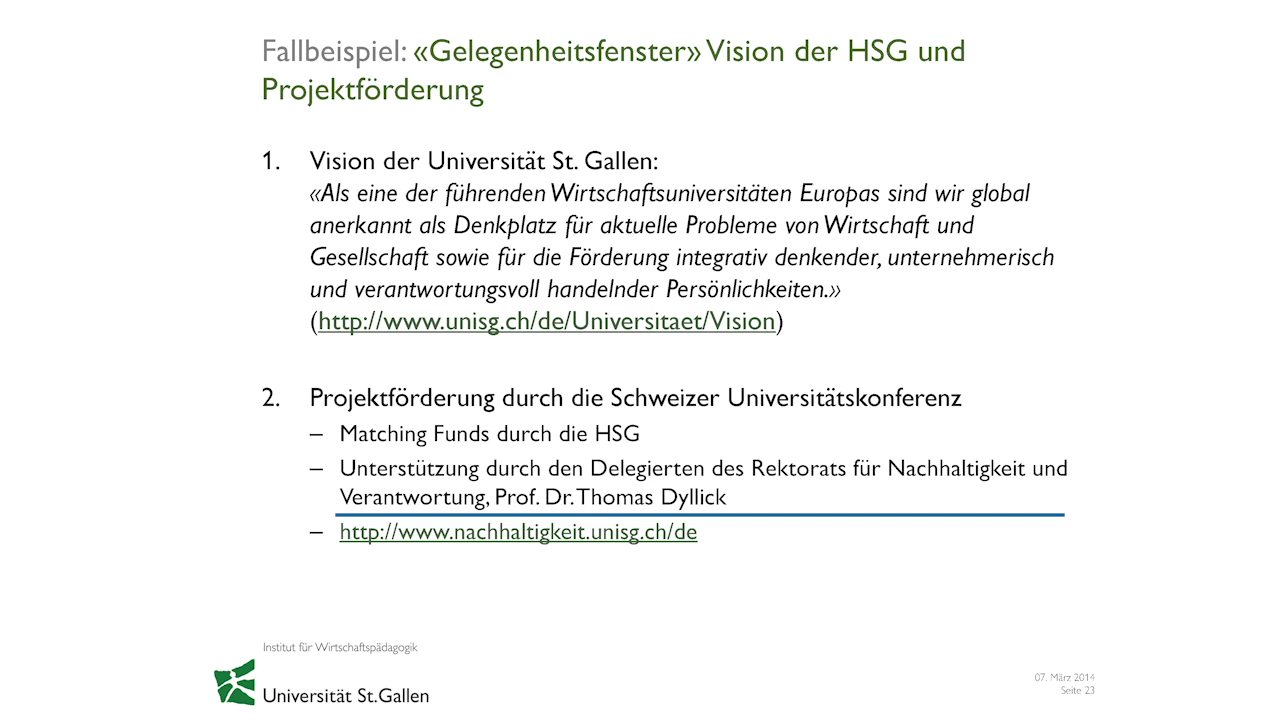 Fallbeispiel: «Gelegenheitsfenster» Vision der HSG und
Projektförderung
1. Vision der Universität St. Gallen:
«Als eine der führenden Wirtschaftsuniversitäten Europas sind wir global
anerkannt als Denkplatz für aktuelle Probleme von Wirtschaft und
Gesellschaft sowie für die Förderung integrativ denkender, unternehmerisch
und verantwortungsvoll handelnder Persönlichkeiten.»
(http://www.unisg.ch/de/Universitaet/Vision)
2. Projektförderung durch die Schweizer Universitätskonferenz
– Matching Funds durch die HSG
– Unterstützung durch den Delegierten des Rektorats für Nachhaltigkeit und
Verantwortung, Prof. Dr. Thomas Dyllick
– http://www.nachhaltigkeit.unisg.ch/de
Institut für Wirtschaftspädagogik
Universität St.Gallen
07. März 2014
Seite 23